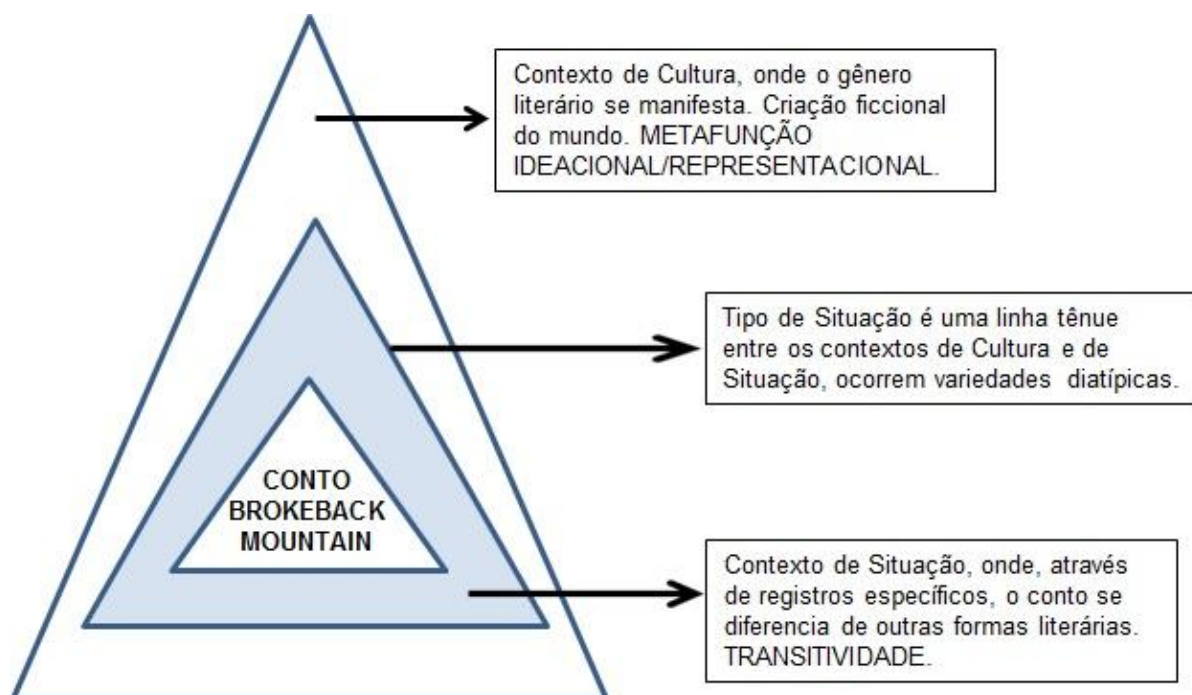 Contexto de Cultura, onde o gênero
literário se manifesta. Criação ficcional
do mundo. METAFUNÇÃO
IDEACIONAL/REPRESENTACIONAL.
Tipo de Situação é uma linha tênue
entre os contextos de Cultura e de
Situação, ocorrem variedades diatípicas.
CONTO
BROKEBACK
MOUNTAIN
Contexto de Situação, onde, através
de registros específicos, o conto se
diferencia de outras formas literárias.
TRANSITIVIDADE.